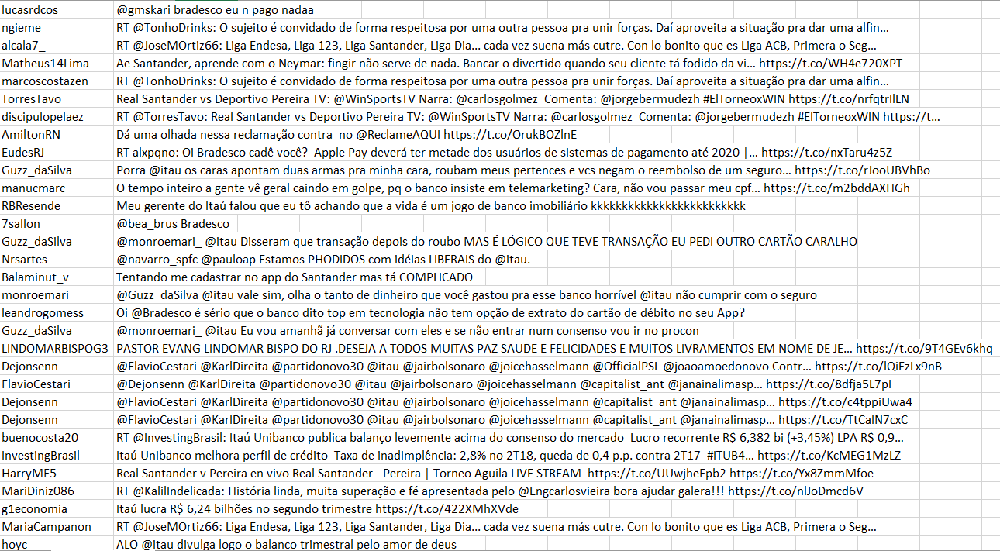 lucasrdcos @gmskari bradesco eu n pago nadaa
ngieme RT @TonhoDrinks: O sujeito é convidado de forma respeitosa por uma outra pessoa pra unir forças. Daí aproveita a situação pra dar uma alfin...
alcala7_ RT @JoseMOrtiz66: Liga Endesa, Liga 123, Liga Santander, Liga Dia... cada vez suena más cutre. Con lo bonito que es Liga ACB, Primera o Seg...
Matheus14Lima Ae Santander, aprende com o Neymar: fingir não serve de nada. Bancar o divertido quando seu cliente tá fodido da vi... https://t.co/WH4e720XPT
marcoscostazen RT @TonhoDrinks: O sujeito é convidado de forma respeitosa por uma outra pessoa pra unir forças. Daí aproveita a situação pra dar uma alfin...
TorresTavo Real Santander vs Deportivo Pereira TV: @WinSportsTV Narra: @carlosgolmez  Comenta: @jorgebermudezh #ElTorneoxWIN https://t.co/nrfqtrIlLN
discipulopelaez RT @TorresTavo: Real Santander vs Deportivo Pereira TV: @WinSportsTV Narra: @carlosgolmez  Comenta: @jorgebermudezh #ElTorneoxWIN https://t...
AmiltonRN Dá uma olhada nessa reclamação contra  no @ReclameAQUI https://t.co/OrukBOZlnE
EudesRJ RT alxpqno: Oi Bradesco cadê você?  Apple Pay deverá ter metade dos usuários de sistemas de pagamento até 2020 |... https://t.co/nxTaru4z5Z
Guzz_daSilva Porra @itau os caras apontam duas armas pra minha cara, roubam meus pertences e vcs negam o reembolso de um seguro... https://t.co/rJooUBVhBo
manucmarc O tempo inteiro a gente vê geral caindo em golpe, pq o banco insiste em telemarketing? Cara, não vou passar meu cpf... https://t.co/m2bddAXHGh
RBResende Meu gerente do Itaú falou que eu tô achando que a vida é um jogo de banco imobiliário kkkkkkkkkkkkkkkkkkkkkkkkk
7sallon @bea_brus Bradesco
Guzz_daSilva @monroemari_ @itau Disseram que transação depois do roubo MAS É LÓGICO QUE TEVE TRANSAÇÃO EU PEDI OUTRO CARTÃO CARALHO
Nrsartes @navarro_spfc @pauloap Estamos PHODIDOS com idéias LIBERAIS do @itau.
Balaminut_v Tentando me cadastrar no app do Santander mas tá COMPLICADO
monroemari_ @Guzz_daSilva @itau vale sim, olha o tanto de dinheiro que você gastou pra esse banco horrível @itau não cumprir com o seguro
leandrogomess Oi @Bradesco é sério que o banco dito top em tecnologia não tem opção de extrato do cartão de débito no seu App?
Guzz_daSilva @monroemari_ @itau Eu vou amanhã já conversar com eles e se não entrar num consenso vou ir no procon
LINDOMARBISPOG3 PASTOR EVANG LINDOMAR BISPO DO RJ .DESEJA A TODOS MUITAS PAZ SAUDE E FELICIDADES E MUITOS LIVRAMENTOS EM NOME DE JE... https://t.co/9T4GEv6khq
Dejonsenn @FlavioCestari @KarlDireita @partidonovo30 @itau @jairbolsonaro @joicehasselmann @OfficialPSL @joaoamoedonovo Contr... https://t.co/lQiEzLx9nB
FlavioCestari @Dejonsenn @KarlDireita @partidonovo30 @itau @jairbolsonaro @joicehasselmann @capitalist_ant @janainalimasp... https://t.co/8dfja5L7pI
Dejonsenn @FlavioCestari @KarlDireita @partidonovo30 @itau @jairbolsonaro @joicehasselmann @capitalist_ant @janainalimasp... https://t.co/c4tppiUwa4
Dejonsenn @FlavioCestari @KarlDireita @partidonovo30 @itau @jairbolsonaro @joicehasselmann @capitalist_ant @janainalimasp... https://t.co/TtCaIN7cxC
buenocosta20 RT @InvestingBrasil: Itaú Unibanco publica balanço levemente acima do consenso do mercado  Lucro recorrente R$ 6,382 bi (+3,45%) LPA R$ 0,9...
InvestingBrasil Itaú Unibanco melhora perfil de crédito  Taxa de inadimplência: 2,8% no 2T18, queda de 0,4 p.p. contra 2T17  #ITUB4... https://t.co/KcMEG1MzLZ
HarryMF5 Real Santander v Pereira en vivo Real Santander - Pereira | Torneo Aguila LIVE STREAM  https://t.co/UUwjheFpb2 https://t.co/Yx8ZmmMfoe
MariDiniz086 RT @KalilIndelicada: História linda, muita superação e fé apresentada pelo @Engcarlosvieira bora ajudar galera!!! https://t.co/nlJoDmcd6V
g1economia Itaú lucra R$ 6,24 bilhões no segundo trimestre https://t.co/422XMhXVde
MariaCampanon RT @JoseMOrtiz66: Liga Endesa, Liga 123, Liga Santander, Liga Dia... cada vez suena más cutre. Con lo bonito que es Liga ACB, Primera o Seg...
hoyc ALO @itau divulga logo o balanco trimestral pelo amor de deus